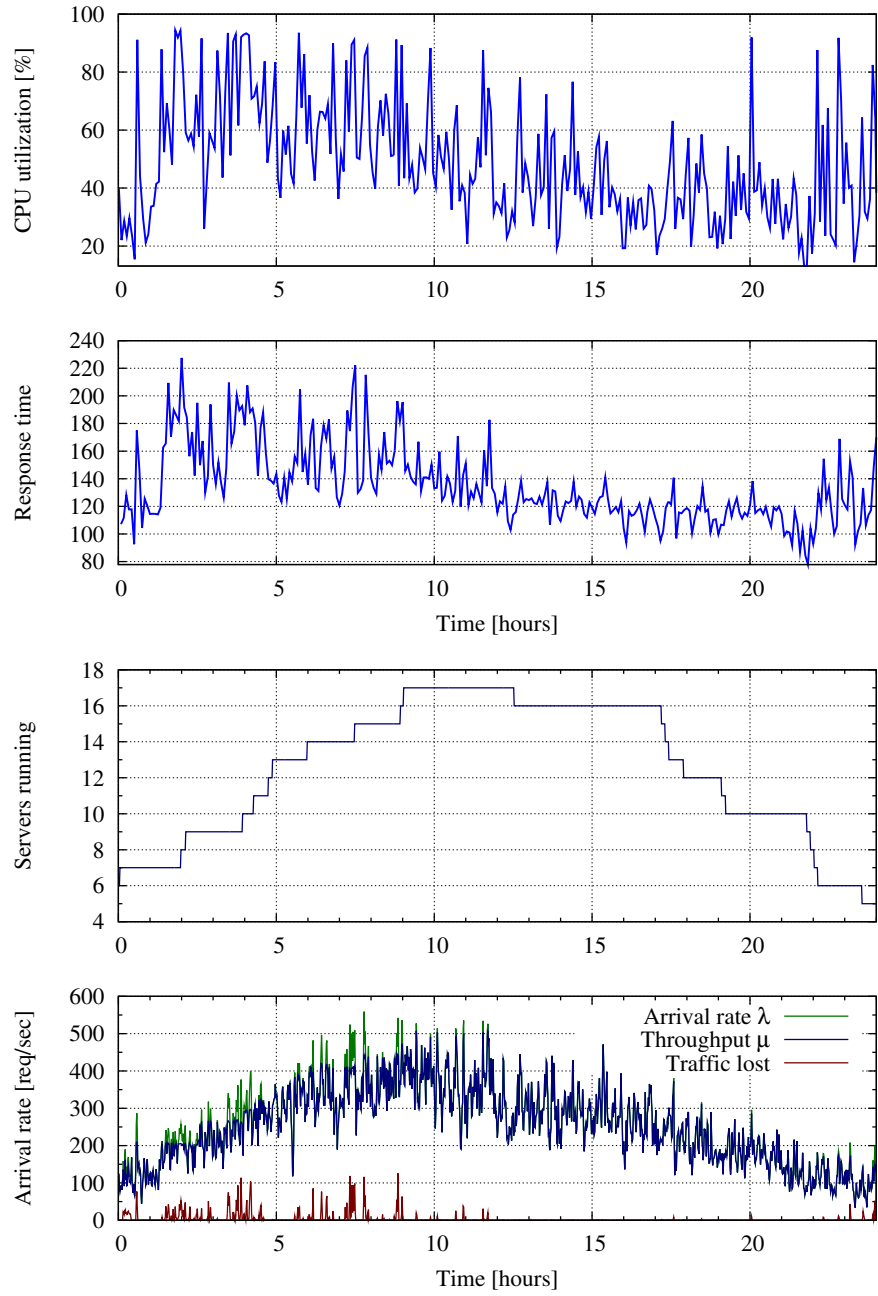 CPU utilization [%]
100
80
60
40
20
0 5 10 15 20
Response time
240
220
200
180
160
140
120
100
80
0 5 10 15 20
Time [hours]
Servers running
18
16
14
12
10
8
6
4
0 5 10 15 20
Arrival rate [req/sec]
600
500
400
300
200
100
0
Arrival rate λ
Throughput μ
Traffic lost
0 5 10 15 20
Time [hours]